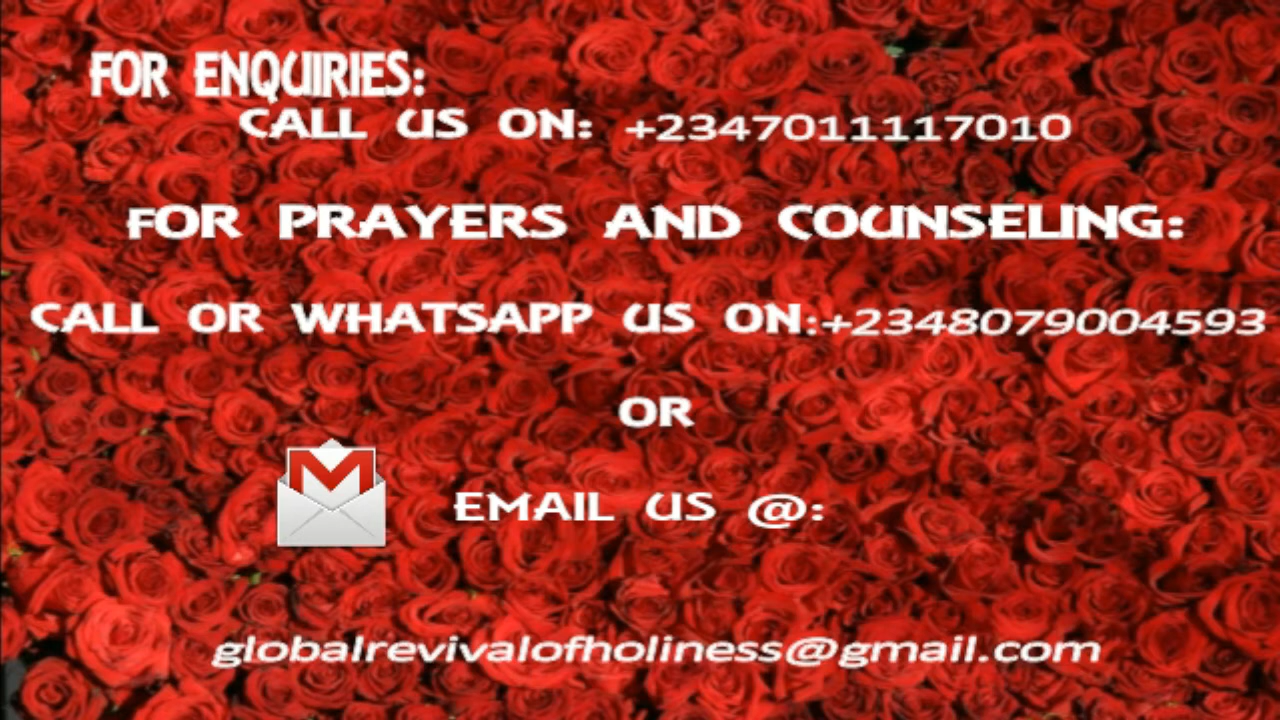 FOR ENQUIRIES:
CALL US ON: +2347011117010
FOR PRAYERS AND COUNSELING:
CALL OR WHATSAPP US ON:+2348079004593
OR
EMAIL US @:
globalrevivalofholiness@gmail.com